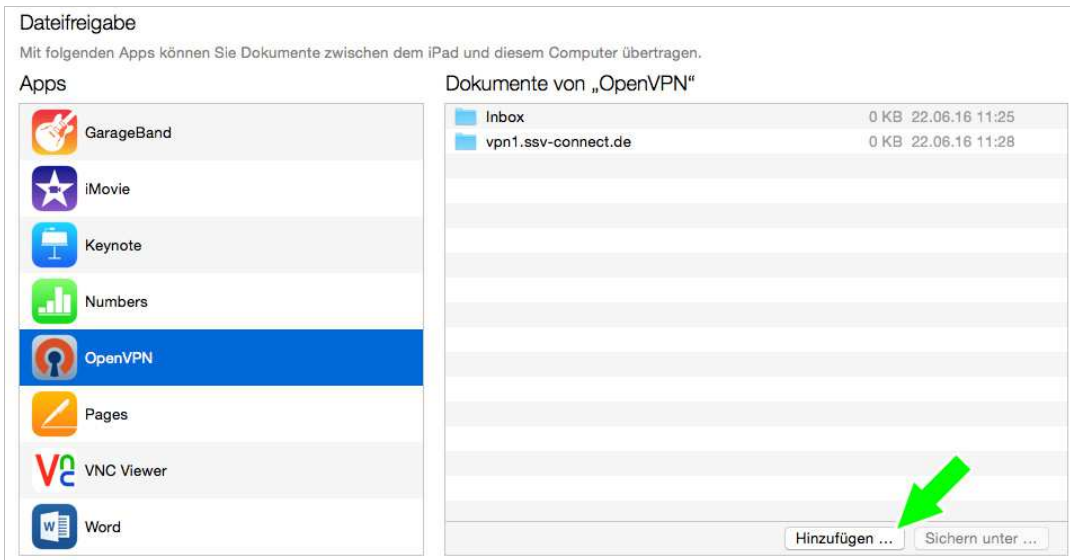 Dateifreigabe
Mit folgenden Apps können Sie Dokumente zwischen dem iPad und diesem Computer übertragen.
Apps
GarageBand
iMovie
Keynote
Numbers
OpenVPN
Pages
VNC Viewer
Word
Dokumente von „OpenVPN“
Inbox 0 KB 22.06.16 11:25
vpn1.ssv-connect.de 0 KB 22.06.16 11:28
Hinzufügen ... Sichern unter ...